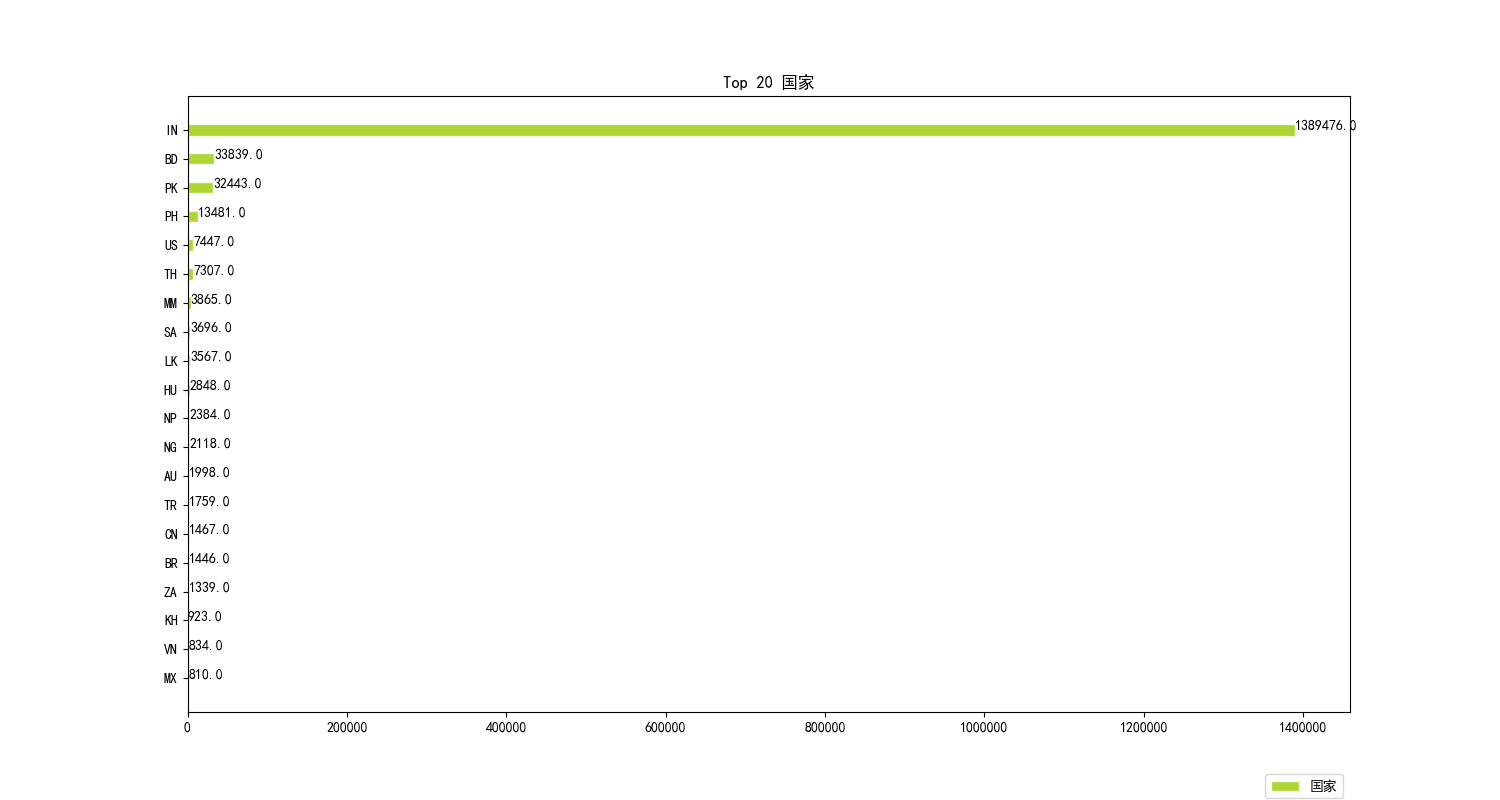 Top 20 国家
IN 1389476.0
BD 33839.0
PK 32443.0
PH 13481.0
US 7447.0
TH 7307.0
MM 3865.0
SA 3696.0
LK 3567.0
HU 2848.0
NP 2384.0
NG 2118.0
AU 1998.0
TR 1759.0
CN 1467.0
BR 1446.0
ZA 1339.0
KH 923.0
VN 834.0
MX 810.0
0 200000 400000 600000 800000 1000000 1200000 1400000
国家